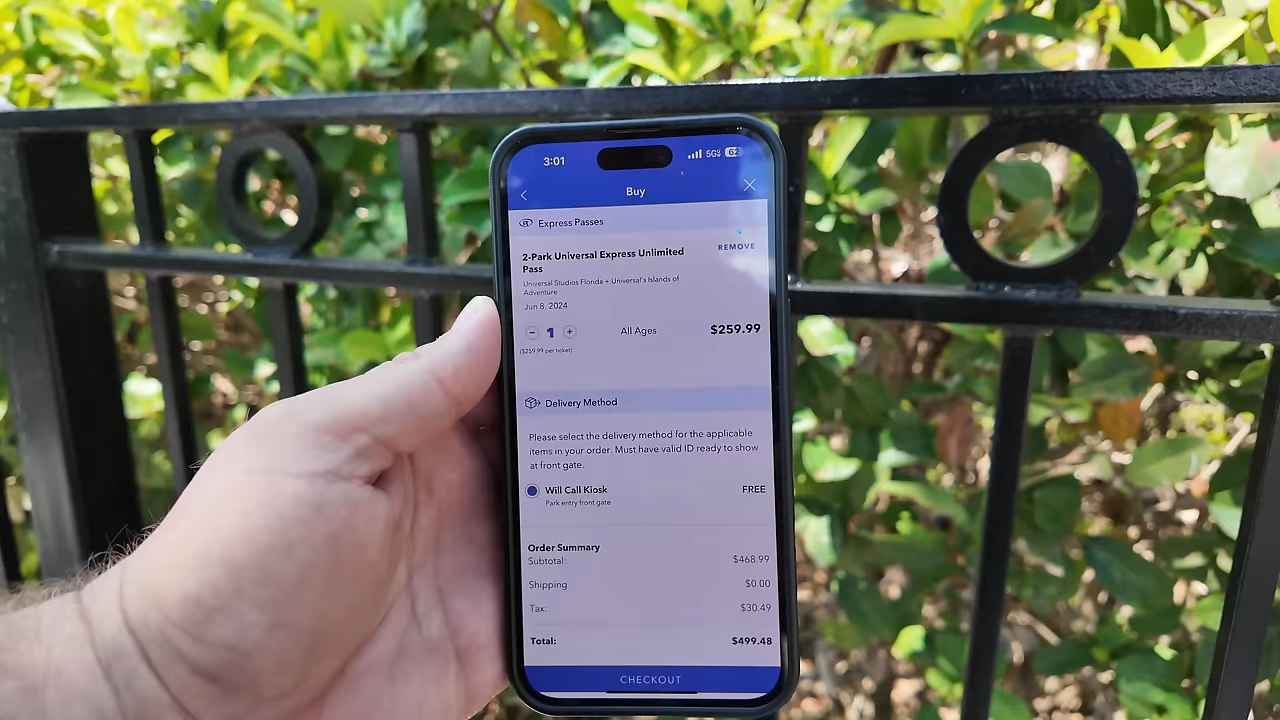 3:01 5G 62
Buy
Express Passes
2-Park Universal Express Unlimited
Pass
REMOVE
Universal Studios Florida + Universal's Islands of
Adventure
Jun 8, 2024
1 All Ages $259.99
($259.99 per ticket)
Delivery Method
Please select the delivery method for the applicable
items in your order. Must have valid ID ready to show
at front gate.
Will Call Kiosk FREE
Park entry front gate
Order Summary
Subtotal: $468.99
Shipping $0.00
Tax: $30.49
Total: $499.48
CHECKOUT